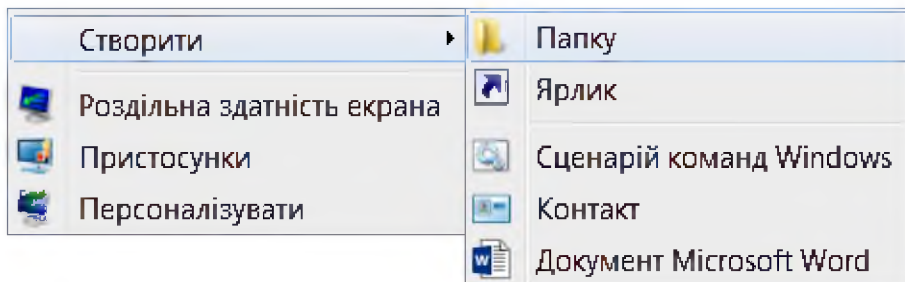 Створити
Роздільна здатність екрана
Пристосунки
Персоналізувати
Папку
Ярлик
Сценарій команд Windows
Контакт
Документ Microsoft Word